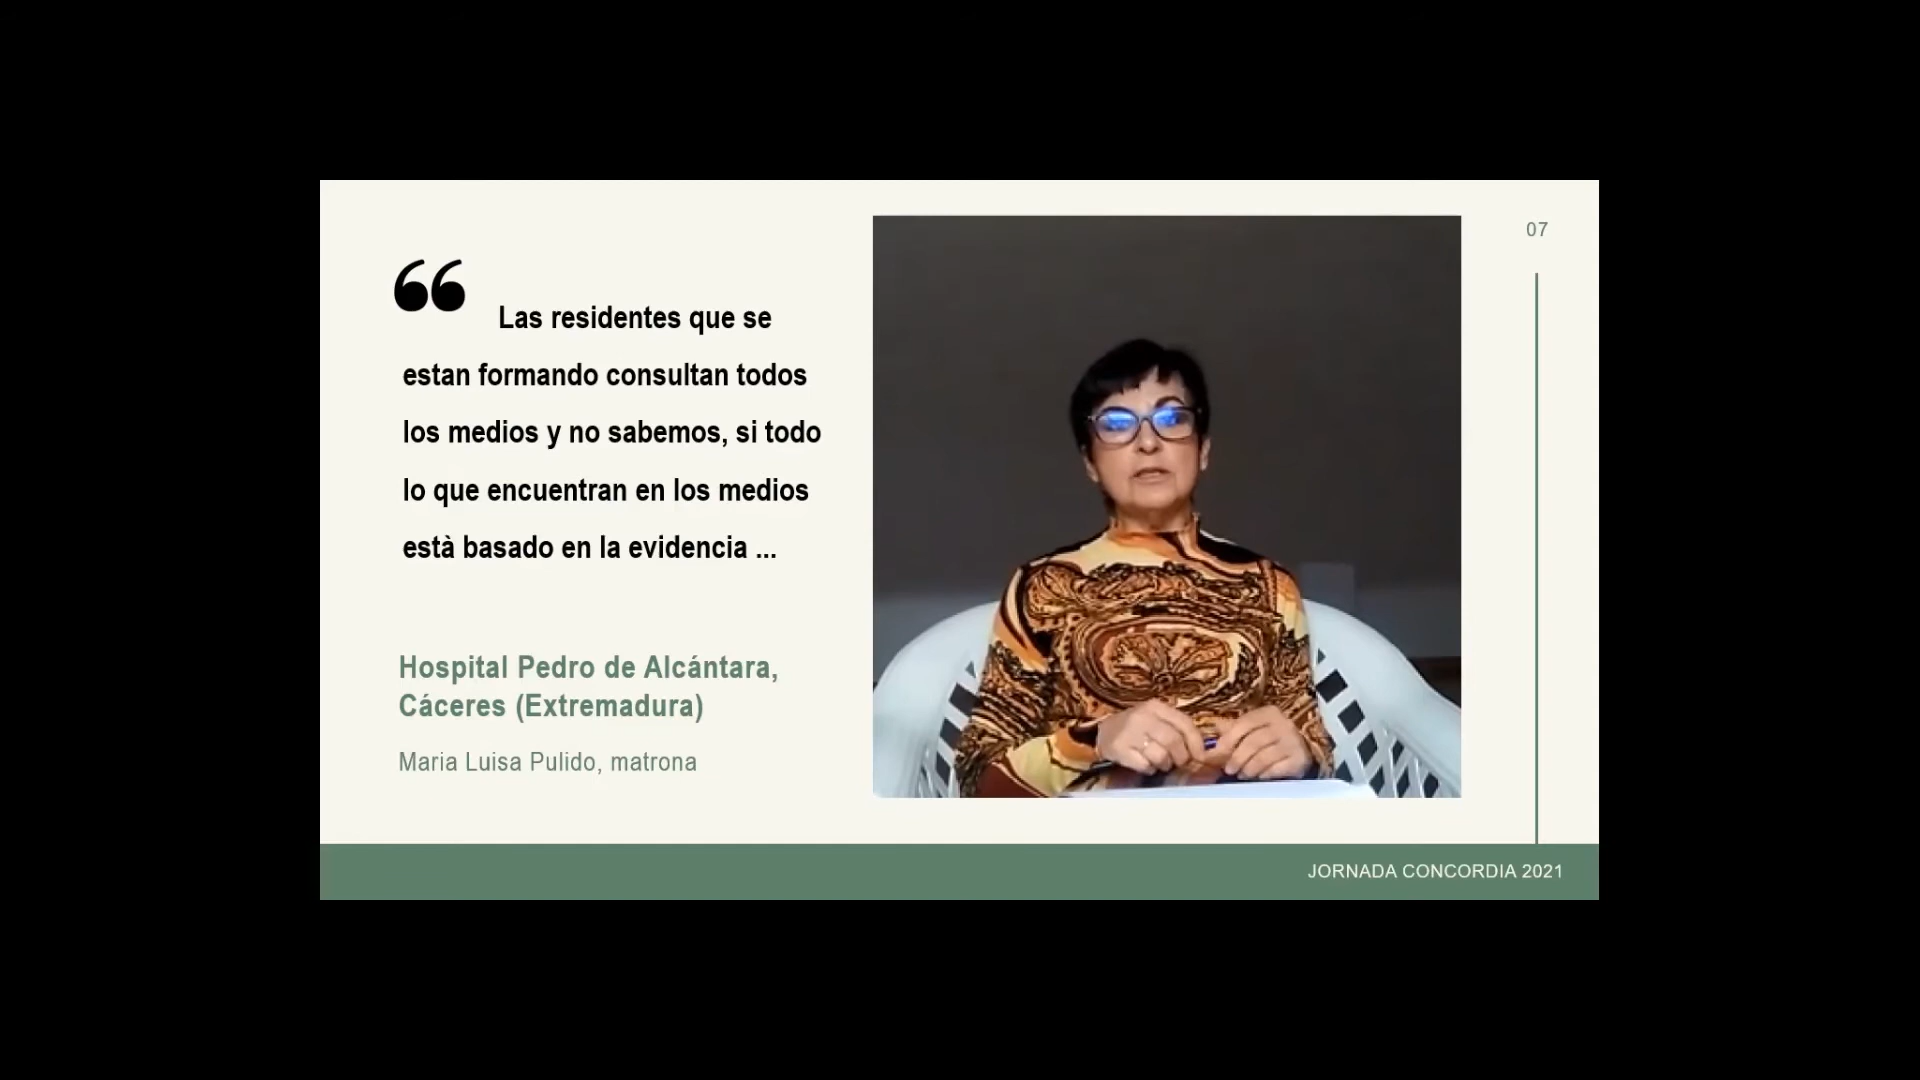 07
“ Las residentes que se
estan formando consultan todos
los medios y no sabemos, si todo
lo que encuentran en los medios
està basado en la evidencia ...
Hospital Pedro de Alcántara,
Cáceres (Extremadura)
Maria Luisa Pulido, matrona
JORNADA CONCORDIA 2021